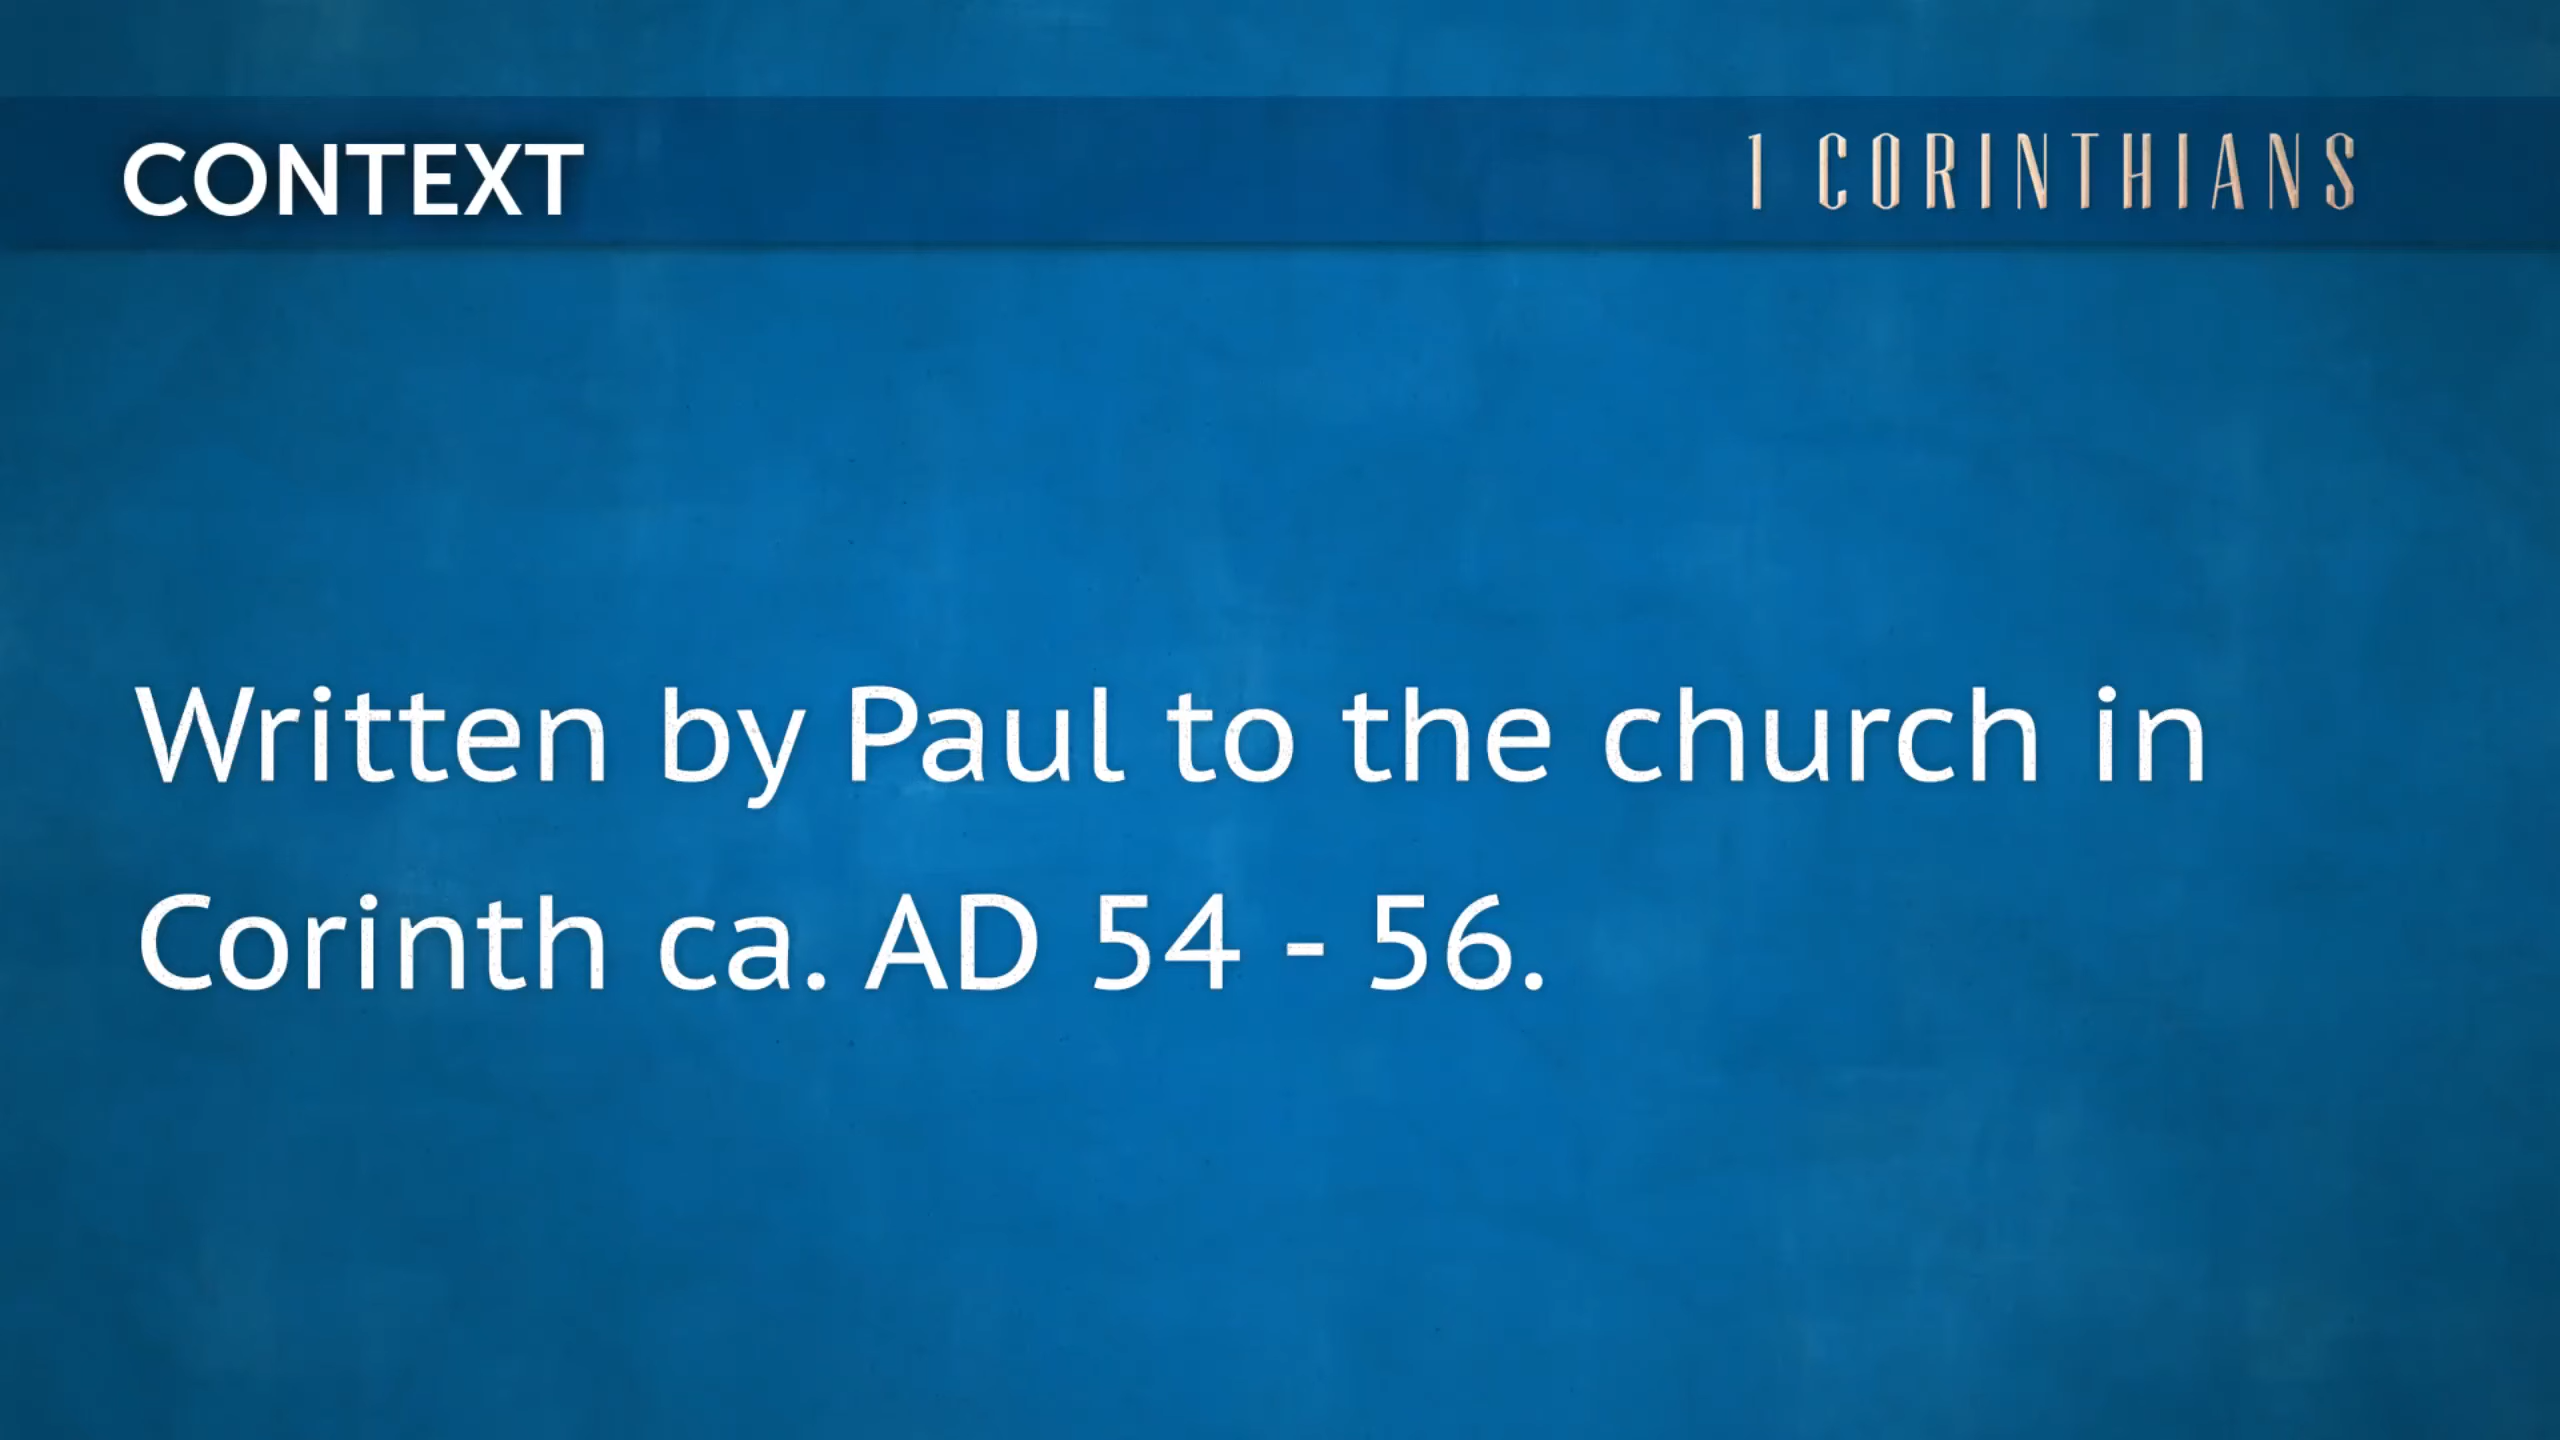 CONTEXT
1 CORINTHIANS
Written by Paul to the church in
Corinth ca. AD 54 - 56.